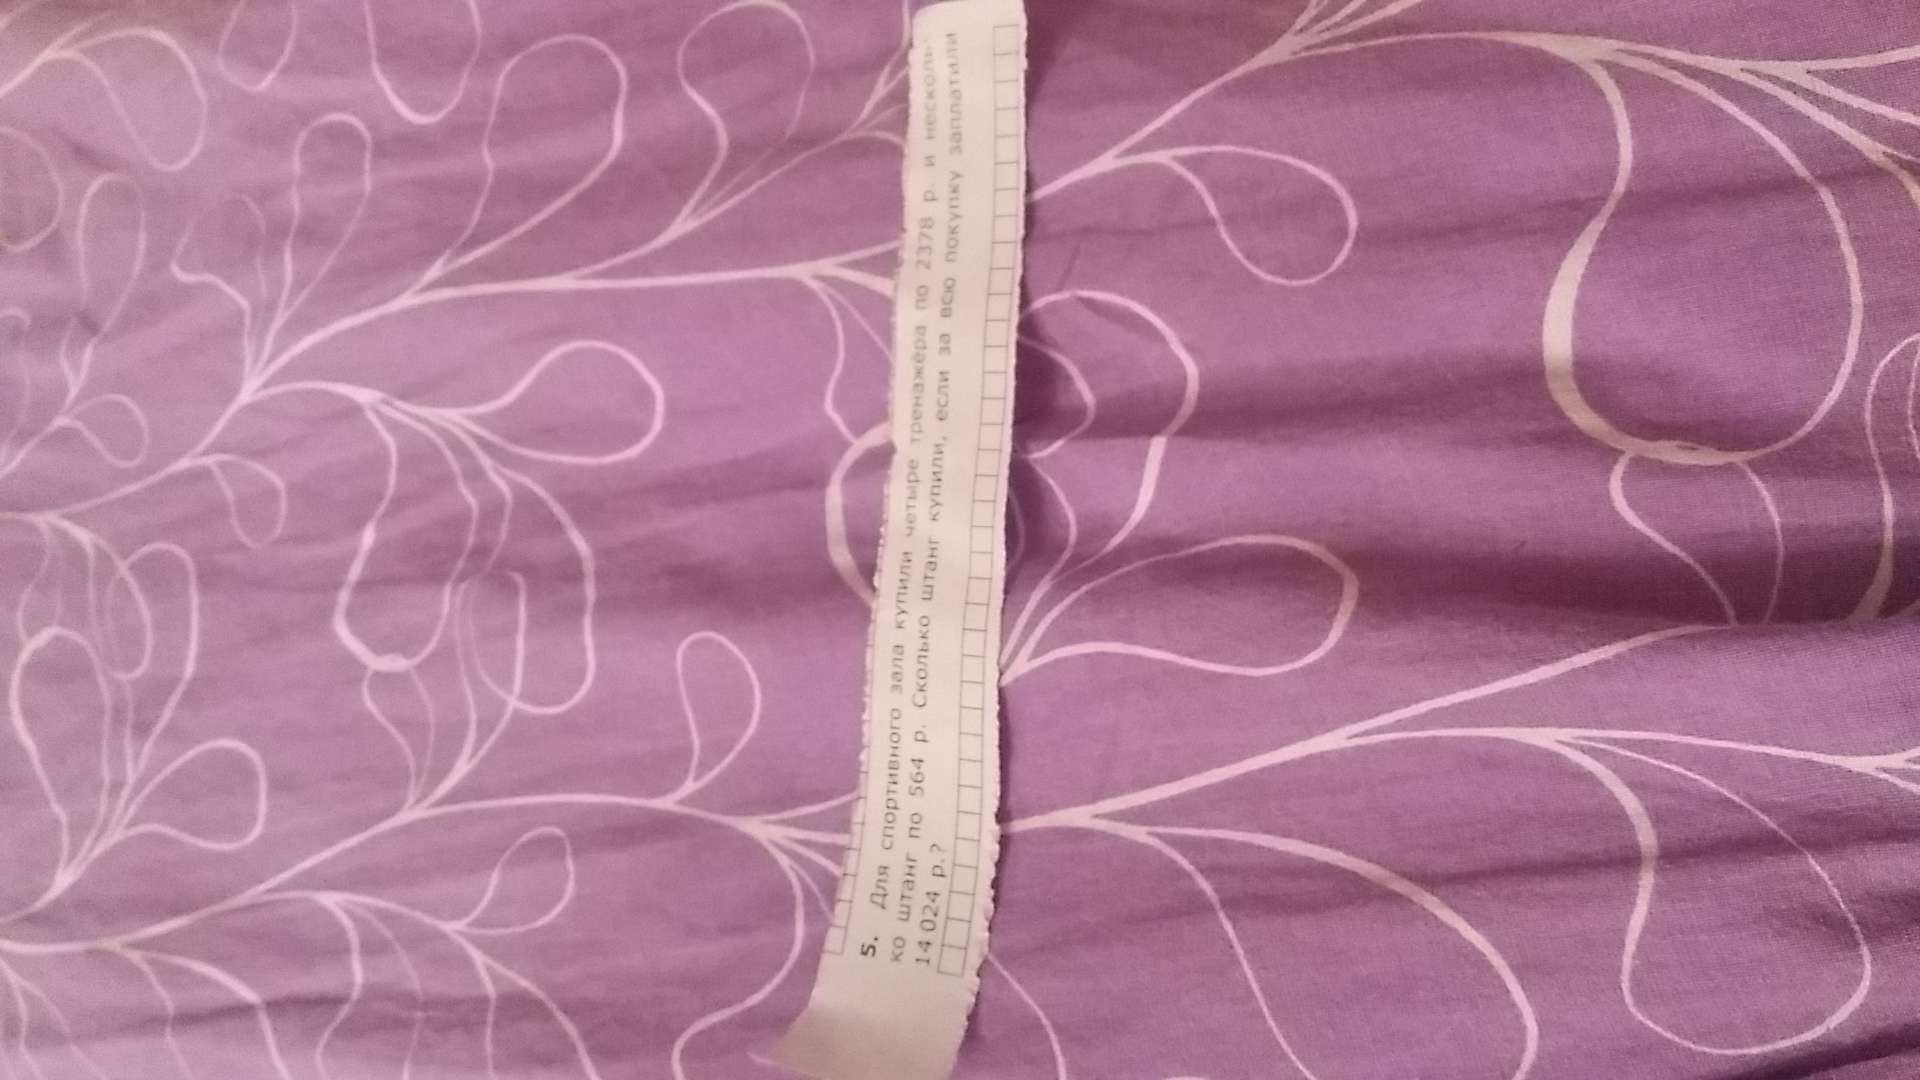 5. Для спортивного зала купили четыре тренажёра по 2378 р. и несколь-
ко штанг по 564 р. Сколько штанг купили, если за всю покупку заплатили
14 024 р.?